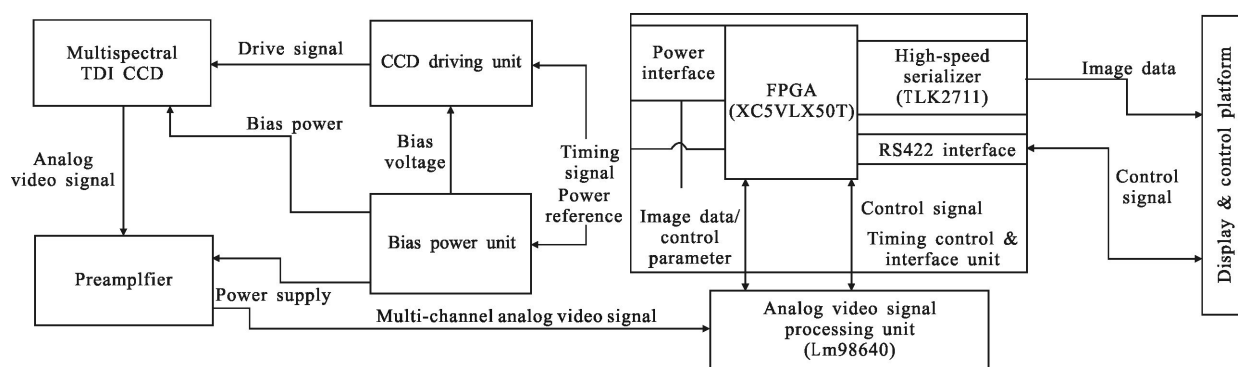 Multispectral
TDI CCD
Drive signal
CCD driving unit
Bias power
Analog
video signal
Bias
voltage
Timing
signal
Power
reference
Bias power unit
Preamplfier
Power supply
Multi-channel analog video signal
Power
interface
FPGA
(XC5VLX50T)
High-speed
serializer
(TLK2711)
RS422 interface
Image data
Control
signal
Display & control platform
Image data/
control
parameter
Control signal
Timing control &
interface unit
Analog video signal
processing unit
(Lm98640)